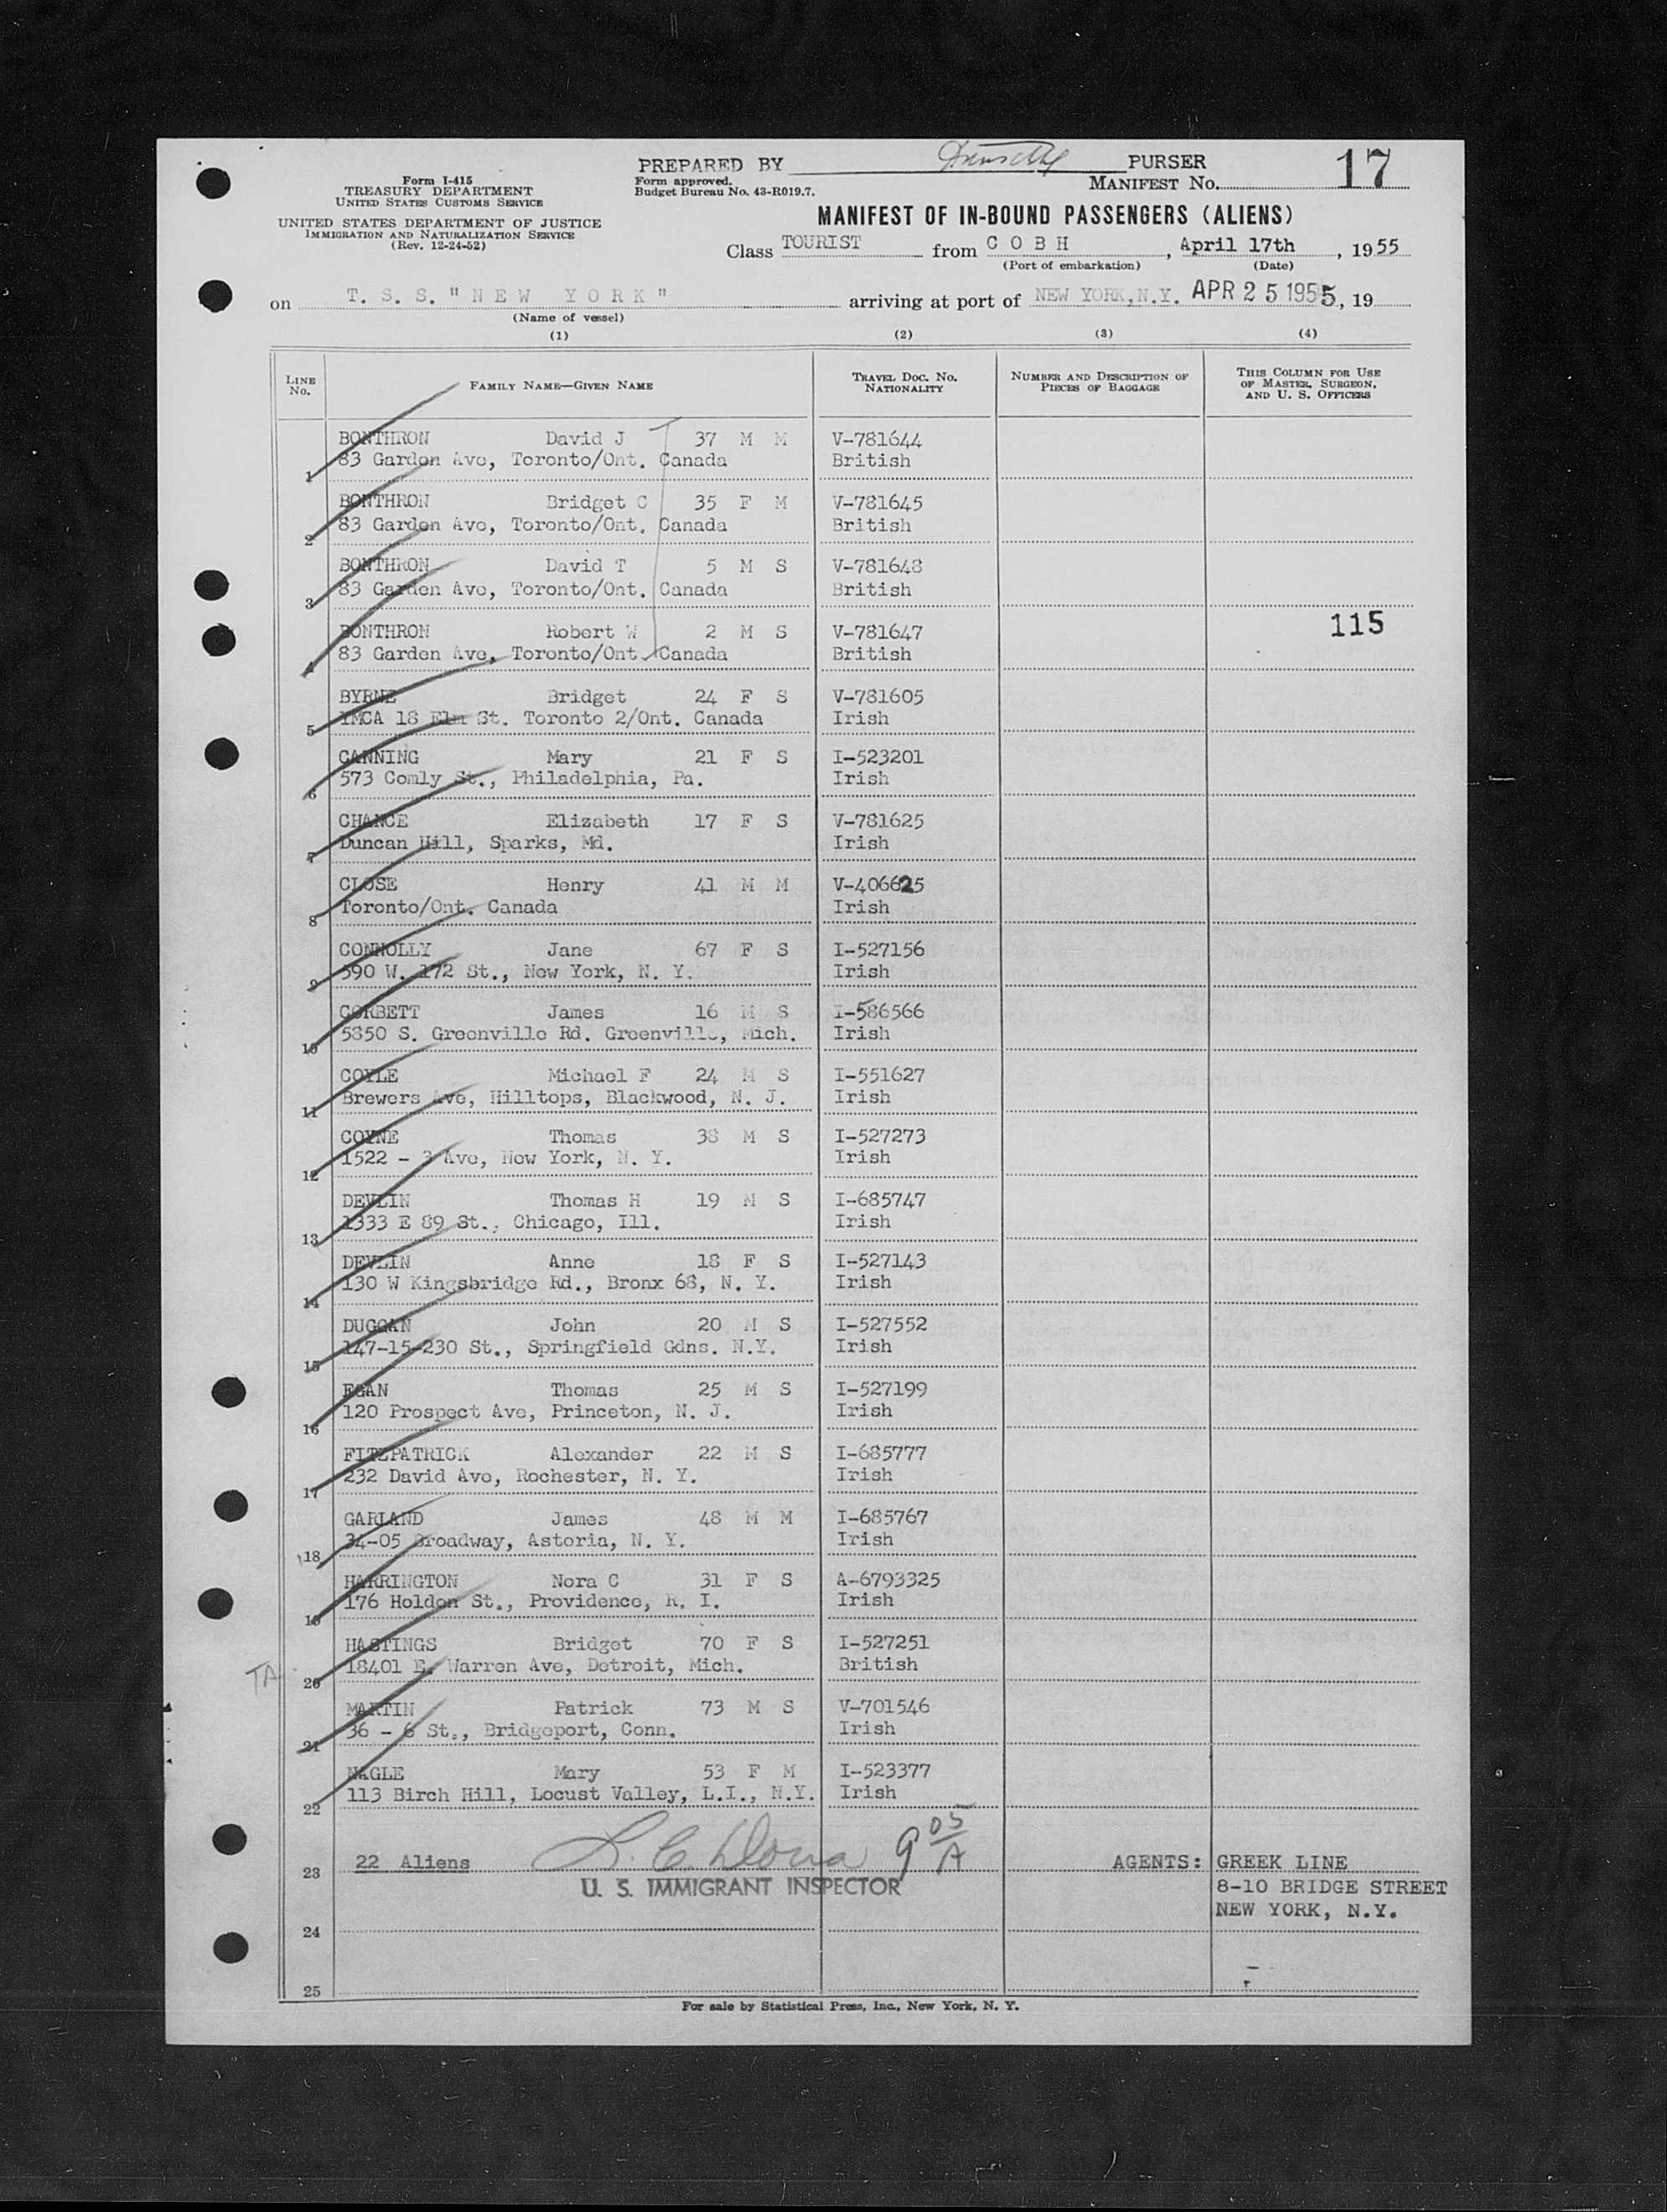 PREPARED BY PURSER
Form I-415
TREASURY DEPARTMENT
UNITED STATES CUSTOMS SERVICE
UNITED STATES DEPARTMENT OF JUSTICE
IMMIGRATION AND NATURALIZATION SERVICE
(Rev. 12-24-52)
Form approved.
Budget Bureau No. 43-R019.7.
MANIFEST No. 17
MANIFEST OF IN-BOUND PASSENGERS (ALIENS)
Class TOURIST from C O B H, April 17th, 1955
(Port of embarkation) (Date)
on T. S. S. " N E W Y O R K " arriving at port of NEW YORK, N.Y. APR 25 1955, 19
(Name of vessel)
(1) (2) (3) (4)
LINE No. FAMILY NAME—GIVEN NAME TRAVEL DOC. No. NATIONALITY NUMBER AND DESCRIPTION OF PIECES OF BAGGAGE THIS COLUMN FOR USE OF MASTER, SURGEON, AND U. S. OFFICERS
BONTHRON David J 37 M M V-781644
1 83 Garden Ave, Toronto/Ont. Canada British
BONTHRON Bridget C 35 F M V-781645
2 83 Garden Ave, Toronto/Ont. Canada British
BONTHRON David T 5 M S V-781648
3 83 Garden Ave, Toronto/Ont. Canada British
BONTHRON Robert W 2 M S V-781647 115
4 83 Garden Ave, Toronto/Ont. Canada British
BYRNE Bridget 24 F S V-781605
5 YMCA 18 Elm St. Toronto 2/Ont. Canada Irish
CANNING Mary 21 F S I-523201
6 573 Comly St., Philadelphia, Pa. Irish
CHANCE Elizabeth 17 F S V-781625
7 Duncan Hill, Sparks, Md. Irish
CLOSE Henry 41 M M V-406625
8 Toronto/Ont. Canada Irish
CONNOLLY Jane 67 F S I-527156
9 590 W. 172 St., New York, N. Y. Irish
CORBETT James 16 M S I-586566
10 5850 S. Greenville Rd. Greenville, Mich. Irish
COYLE Michael F 24 M S I-551627
11 Brewers Ave, Hilltops, Blackwood, N. J. Irish
COYNE Thomas 38 M S I-527273
12 1522 - 3 Ave, New York, N. Y. Irish
DEVLIN Thomas H 19 M S I-685747
13 1333 E 89 St., Chicago, Ill. Irish
DEVLIN Anne 18 F S I-527143
14 130 W Kingsbridge Rd., Bronx 68, N. Y. Irish
DUGGAN John 20 M S I-527552
15 147-15-230 St., Springfield Gdns. N.Y. Irish
EGAN Thomas 25 M S I-527199
16 120 Prospect Ave, Princeton, N. J. Irish
FITZPATRICK Alexander 22 M S I-685777
17 232 David Ave, Rochester, N. Y. Irish
GARLAND James 48 M M I-685767
18 34-05 Broadway, Astoria, N. Y. Irish
HARRINGTON Nora C 31 F S A-6793325
19 176 Holden St., Providence, R. I. Irish
HASTINGS Bridget 70 F S I-527251
TA 20 18401 E. Warren Ave, Detroit, Mich. British
MARTIN Patrick 73 M S V-701546
21 36 - 6 St., Bridgeport, Conn. Irish
NAGLE Mary 53 F M I-523377
22 113 Birch Hill, Locust Valley, L.I., N.Y. Irish
23 22 Aliens 9 05 A AGENTS: GREEK LINE
U. S. IMMIGRANT INSPECTOR 8-10 BRIDGE STREET
NEW YORK, N.Y.
24
25
For sale by Statistical Press, Inc., New York, N. Y.